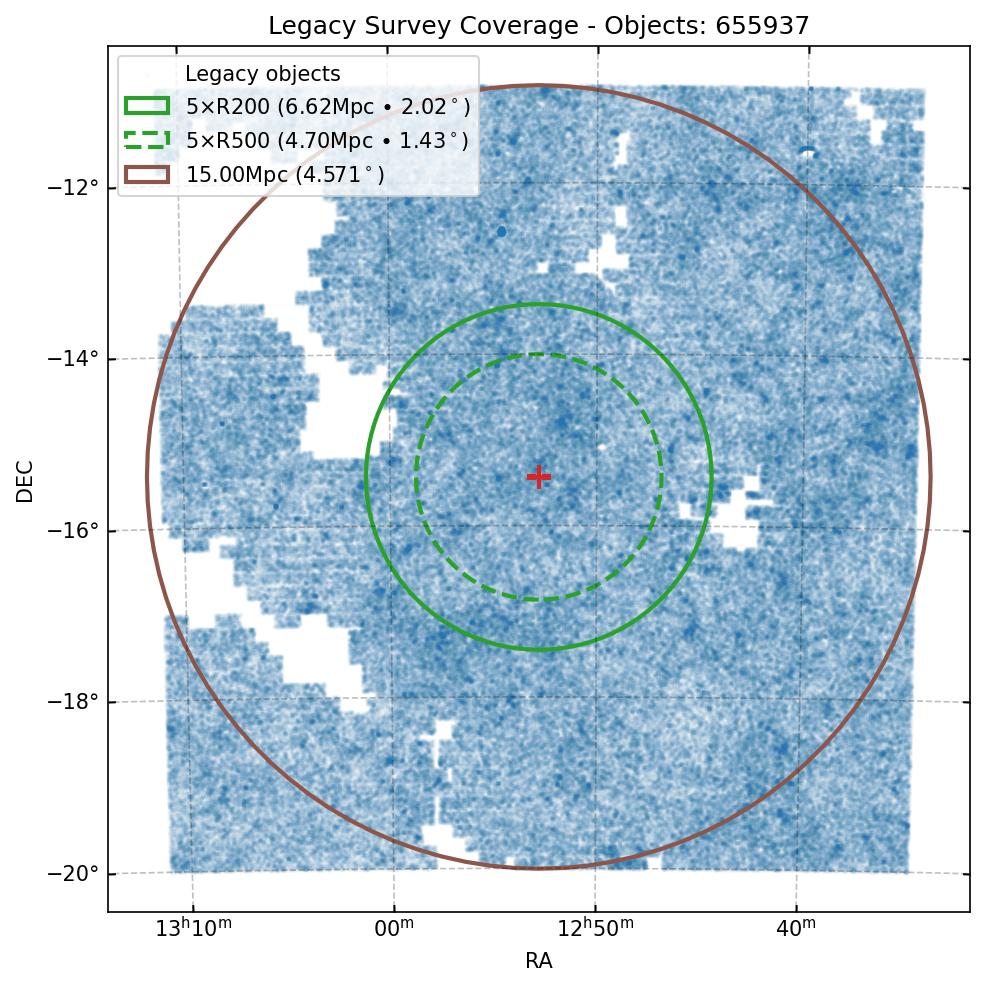 Legacy Survey Coverage - Objects: 655937
Legacy objects
5×R200 (6.62Mpc • 2.02°)
5×R500 (4.70Mpc • 1.43°)
15.00Mpc (4.571°)
−12°
−14°
−16°
−18°
−20°
DEC
13ʰ10ᵐ 00ᵐ 12ʰ50ᵐ 40ᵐ
RA